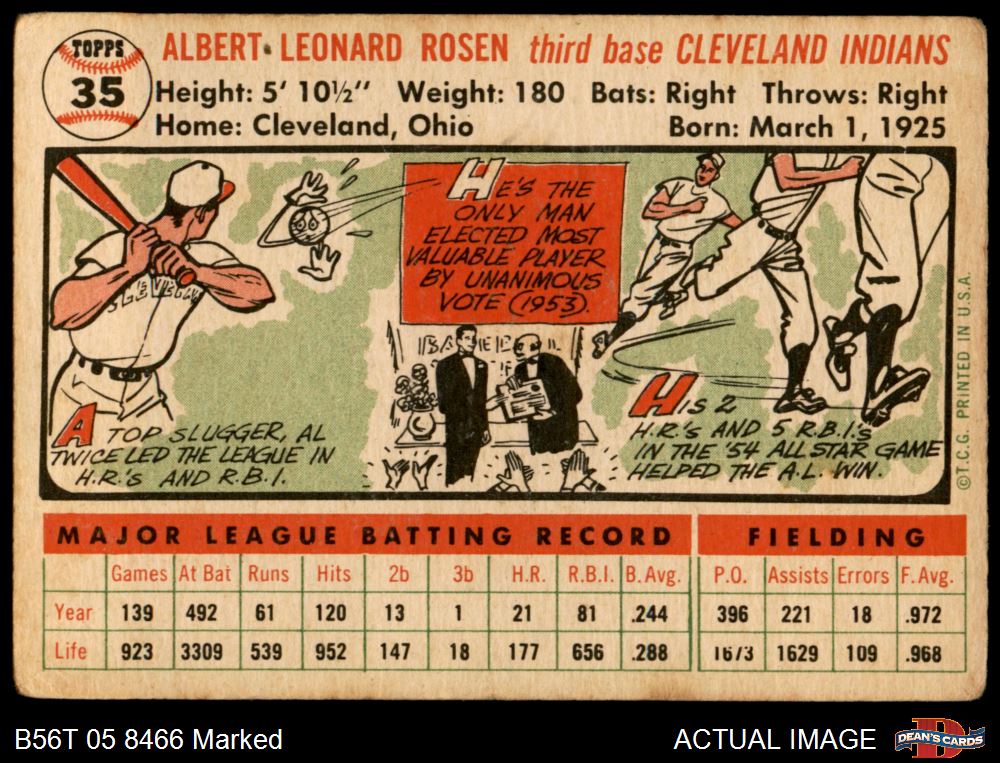 TOPPS
35
ALBERT LEONARD ROSEN third base CLEVELAND INDIANS
Height: 5' 10½" Weight: 180 Bats: Right Throws: Right
Home: Cleveland, Ohio Born: March 1, 1925
A TOP SLUGGER, AL
TWICE LED THE LEAGUE IN
H.R.'s AND R.B.I.
HE'S THE
ONLY MAN
ELECTED MOST
VALUABLE PLAYER
BY UNANIMOUS
VOTE (1953).
HIS 2
H.R.'s AND 5 R.B.I.s
IN THE '54 ALL STAR GAME
HELPED THE A.L. WIN.
©T.C.G. PRINTED IN U.S.A.
MAJOR LEAGUE BATTING RECORD FIELDING
Games At Bat Runs Hits 2b 3b H.R. R.B.I. B. Avg. P.O. Assists Errors F. Avg.
Year 139 492 61 120 13 1 21 81 .244 396 221 18 .972
Life 923 3309 539 952 147 18 177 656 .288 1673 1629 109 .968
B56T 05 8466 Marked ACTUAL IMAGE DEAN'S CARDS